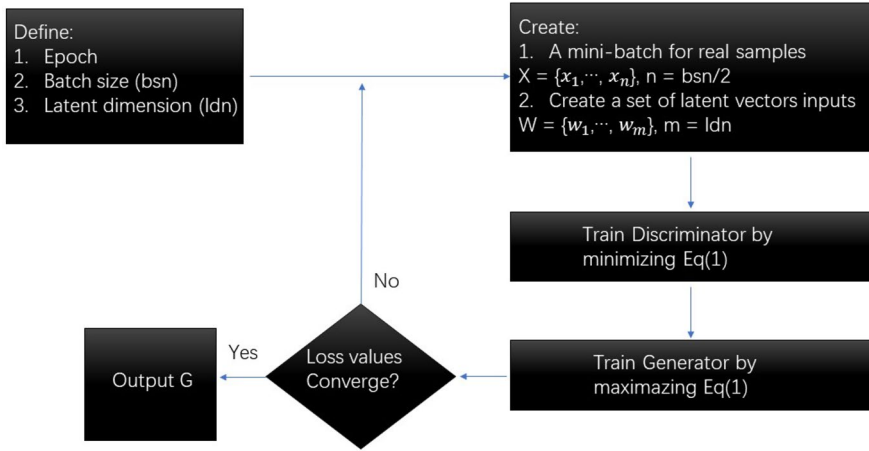 Define:
1. Epoch
2. Batch size (bsn)
3. Latent dimension (ldn)
Create:
1. A mini-batch for real samples
X = {x₁,⋯, xₙ}, n = bsn/2
2. Create a set of latent vectors inputs
W = {w₁,⋯, wₘ}, m = ldn
Train Discriminator by
minimizing Eq(1)
Train Generator by
maximazing Eq(1)
Loss values
Converge?
No
Yes
Output G